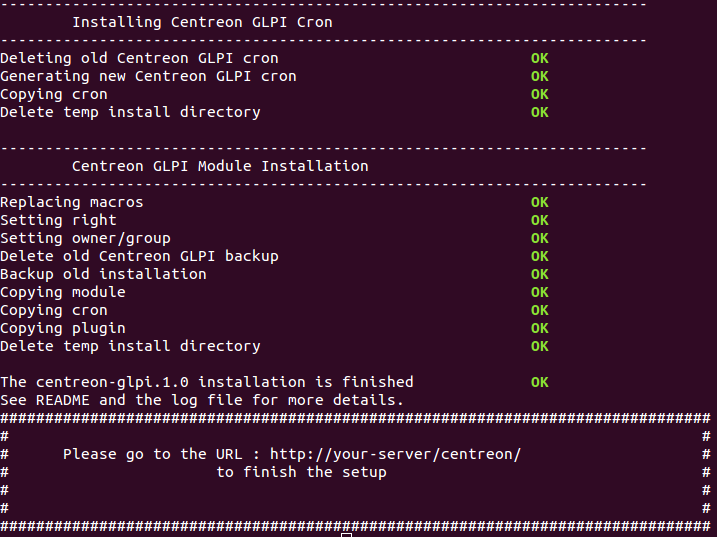 ------------------------------------------------------------------------
Installing Centreon GLPI Cron
------------------------------------------------------------------------
Deleting old Centreon GLPI cron OK
Generating new Centreon GLPI cron OK
Copying cron OK
Delete temp install directory OK
------------------------------------------------------------------------
Centreon GLPI Module Installation
------------------------------------------------------------------------
Replacing macros OK
Setting right OK
Setting owner/group OK
Delete old Centreon GLPI backup OK
Backup old installation OK
Copying module OK
Copying cron OK
Copying plugin OK
Delete temp install directory OK
The centreon-glpi.1.0 installation is finished OK
See README and the log file for more details.
###############################################################################
# #
# Please go to the URL : http://your-server/centreon/ #
# to finish the setup #
# #
# #
###############################################################################